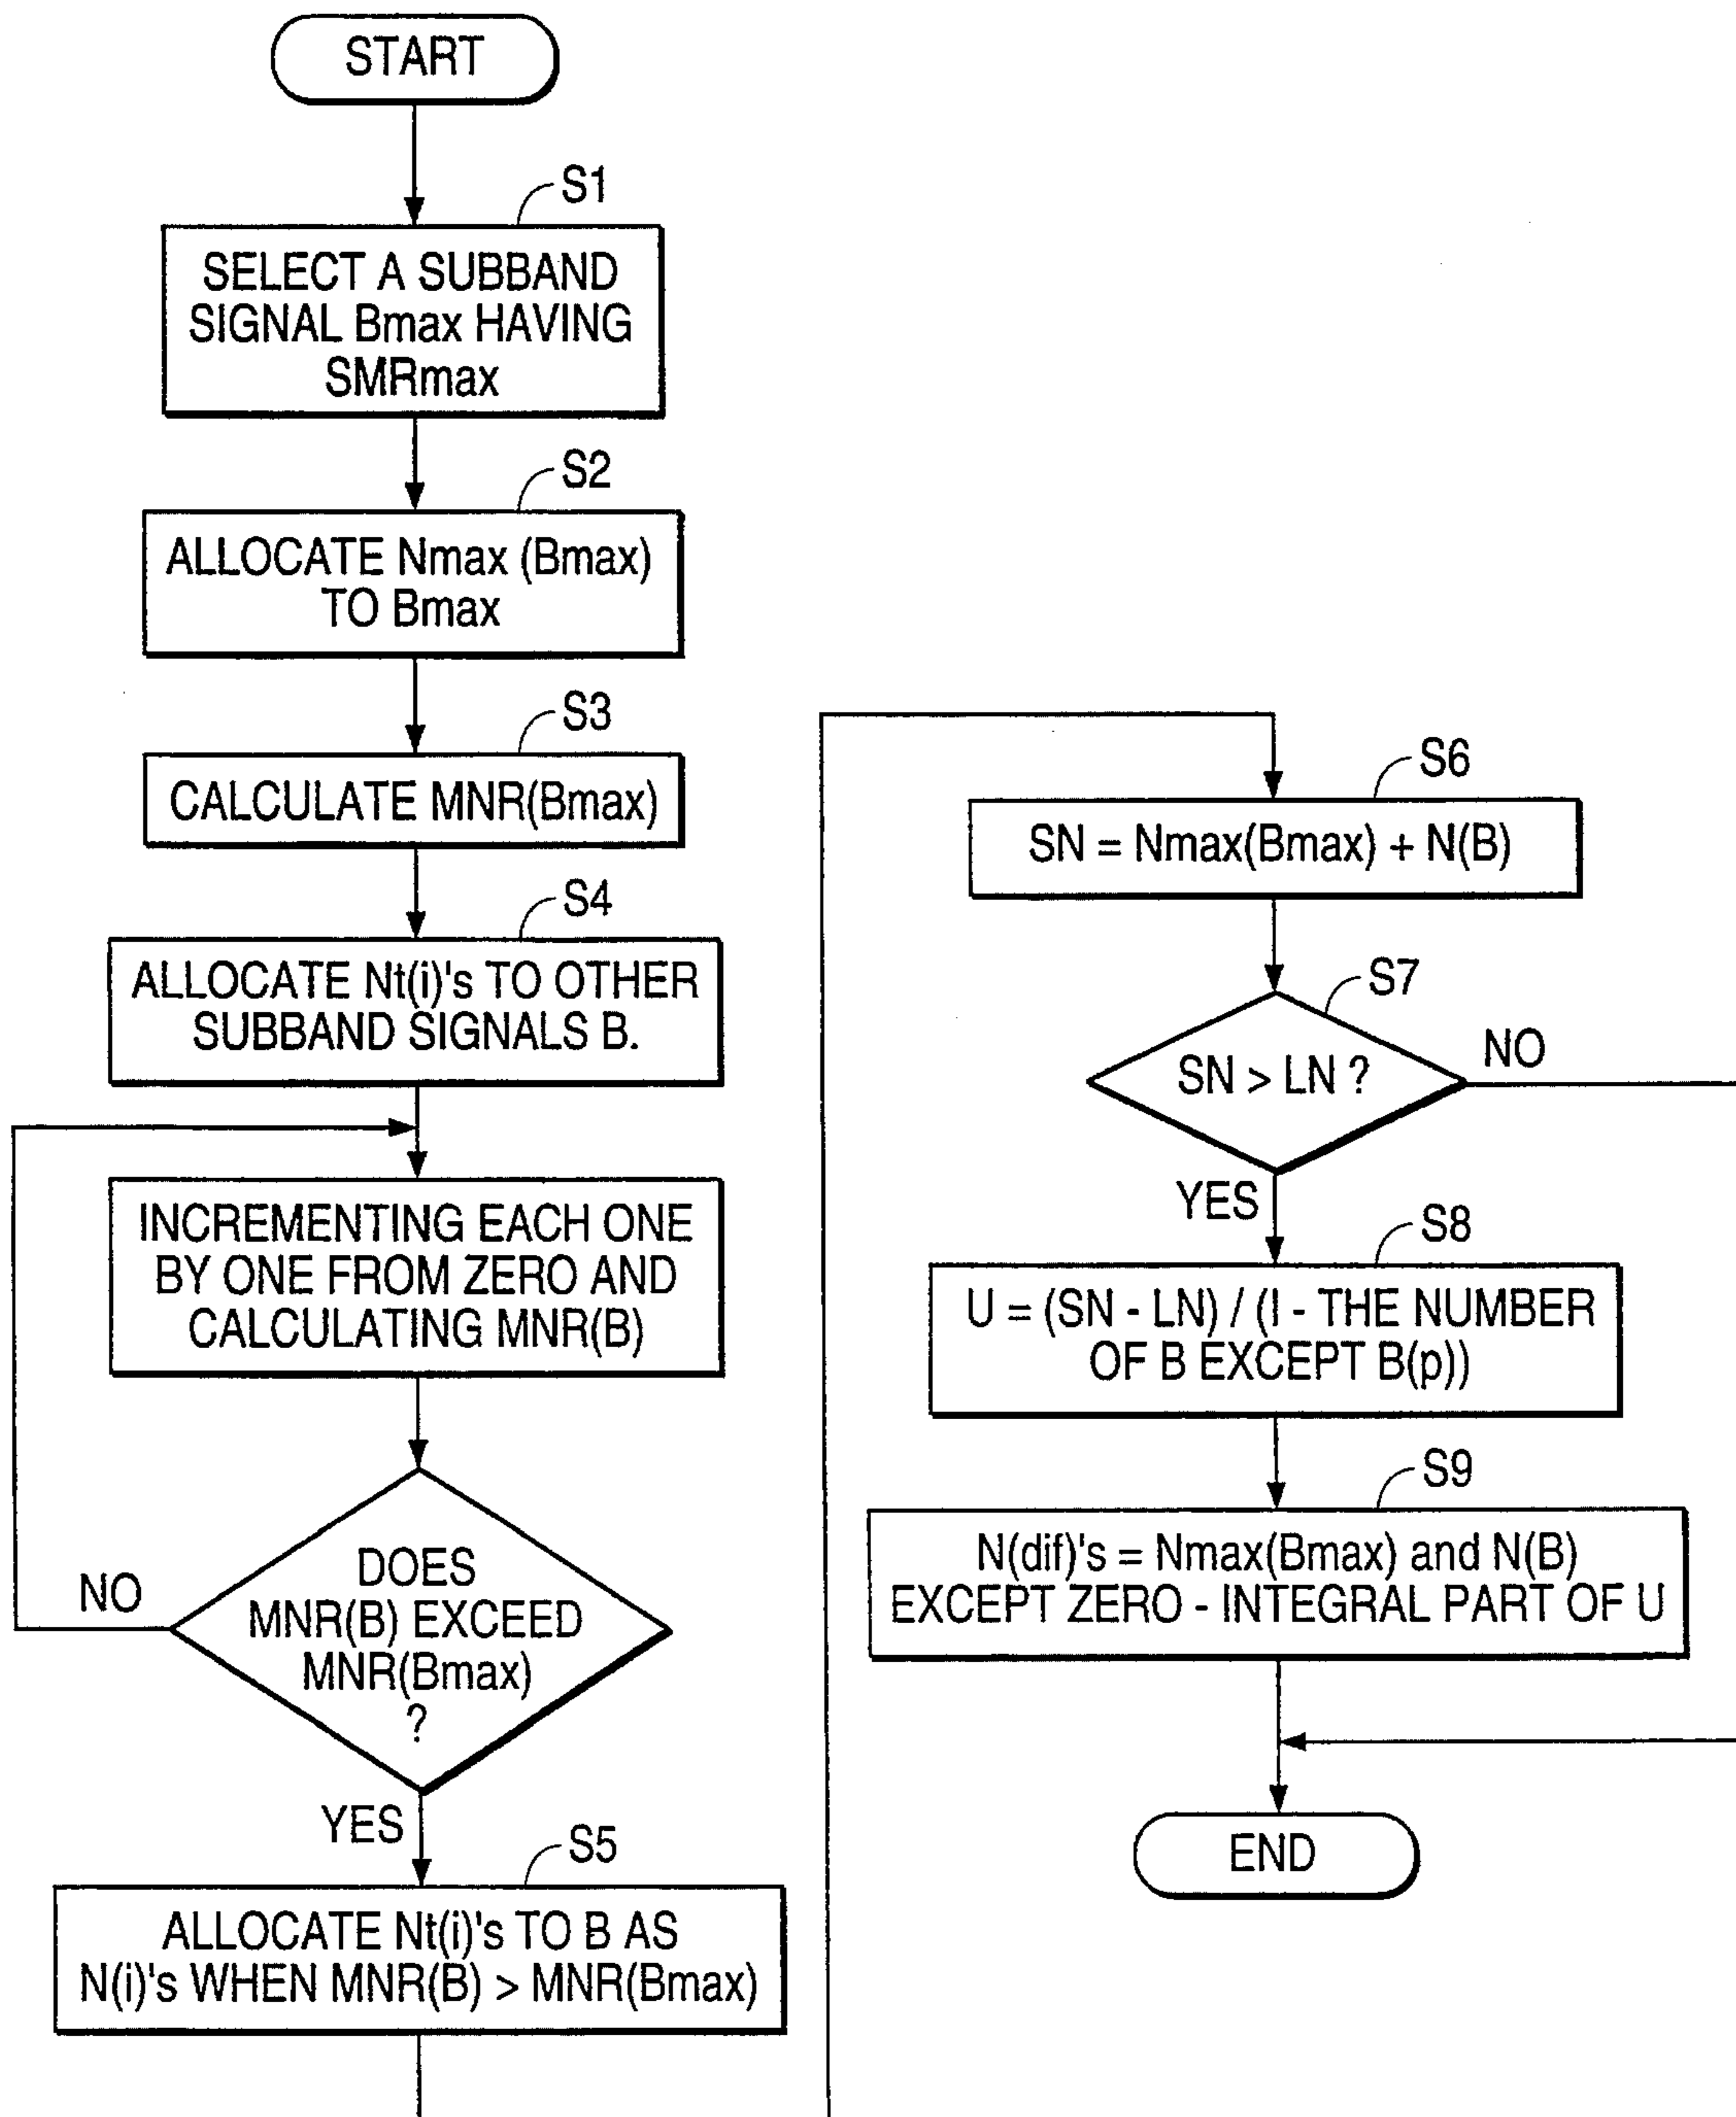 START
S1
SELECT A SUBBAND
SIGNAL Bmax HAVING
SMRmax
S2
ALLOCATE Nmax (Bmax)
TO Bmax
S3
CALCULATE MNR(Bmax)
S4
ALLOCATE Nt(i)'s TO OTHER
SUBBAND SIGNALS B.
INCREMENTING EACH ONE
BY ONE FROM ZERO AND
CALCULATING MNR(B)
DOES
MNR(B) EXCEED
MNR(Bmax)
?
NO
YES
S5
ALLOCATE Nt(i)'s TO B AS
N(i)'s WHEN MNR(B) > MNR(Bmax)
S6
SN = Nmax(Bmax) + N(B)
S7
SN > LN ?
NO
YES
S8
U = (SN - LN) / (I - THE NUMBER
OF B EXCEPT B(p))
S9
N(dif)'s = Nmax(Bmax) and N(B)
EXCEPT ZERO - INTEGRAL PART OF U
END